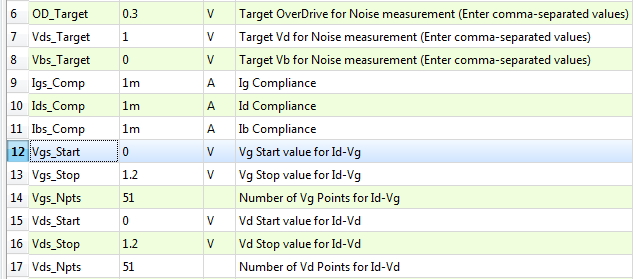 6 OD_Target 0.3 V Target OverDrive for Noise measurement (Enter comma-separated values)
7 Vds_Target 1 V Target Vd for Noise measurement (Enter comma-separated values)
8 Vbs_Target 0 V Target Vb for Noise measurement (Enter comma-separated values)
9 Igs_Comp 1m A Ig Compliance
10 Ids_Comp 1m A Id Compliance
11 Ibs_Comp 1m A Ib Compliance
12 Vgs_Start 0 V Vg Start value for Id-Vg
13 Vgs_Stop 1.2 V Vg Stop value for Id-Vg
14 Vgs_Npts 51 Number of Vg Points for Id-Vg
15 Vds_Start 0 V Vd Start value for Id-Vd
16 Vds_Stop 1.2 V Vd Stop value for Id-Vd
17 Vds_Npts 51 Number of Vd Points for Id-Vd